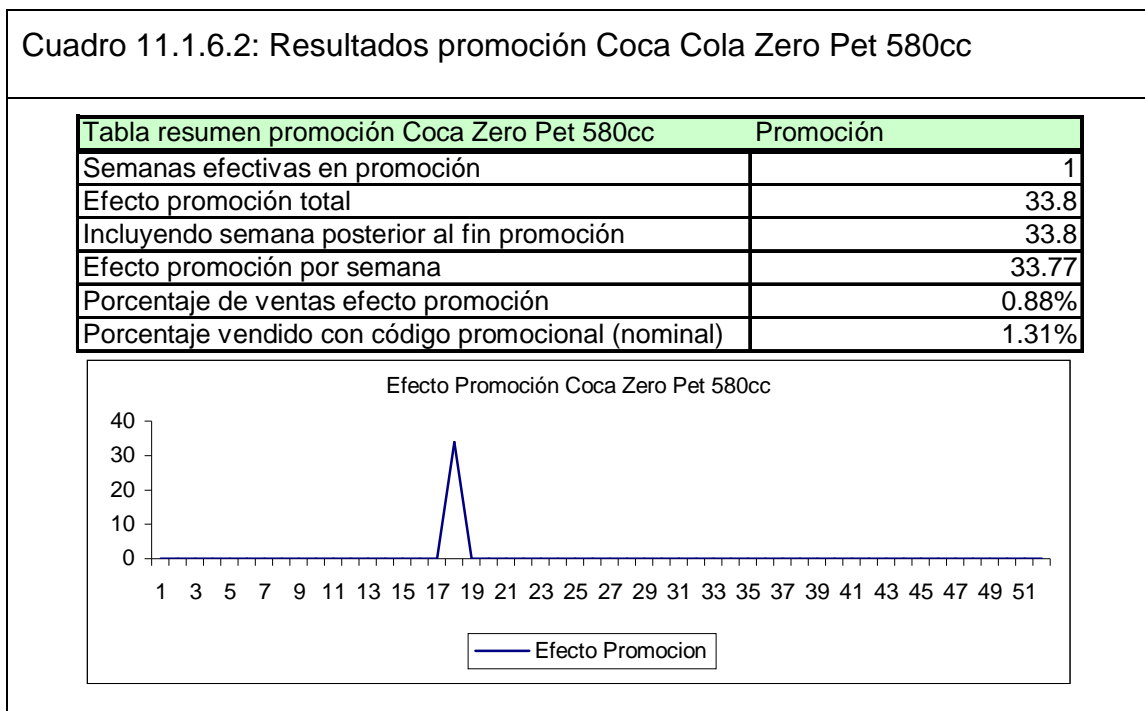 Cuadro 11.1.6.2: Resultados promoción Coca Cola Zero Pet 580cc
Tabla resumen promoción Coca Zero Pet 580cc Promoción
Semanas efectivas en promoción 1
Efecto promoción total 33.8
Incluyendo semana posterior al fin promoción 33.8
Efecto promoción por semana 33.77
Porcentaje de ventas efecto promoción 0.88%
Porcentaje vendido con código promocional (nominal) 1.31%
Efecto Promoción Coca Zero Pet 580cc
40
30
20
10
0
1 3 5 7 9 11 13 15 17 19 21 23 25 27 29 31 33 35 37 39 41 43 45 47 49 51
Efecto Promocion